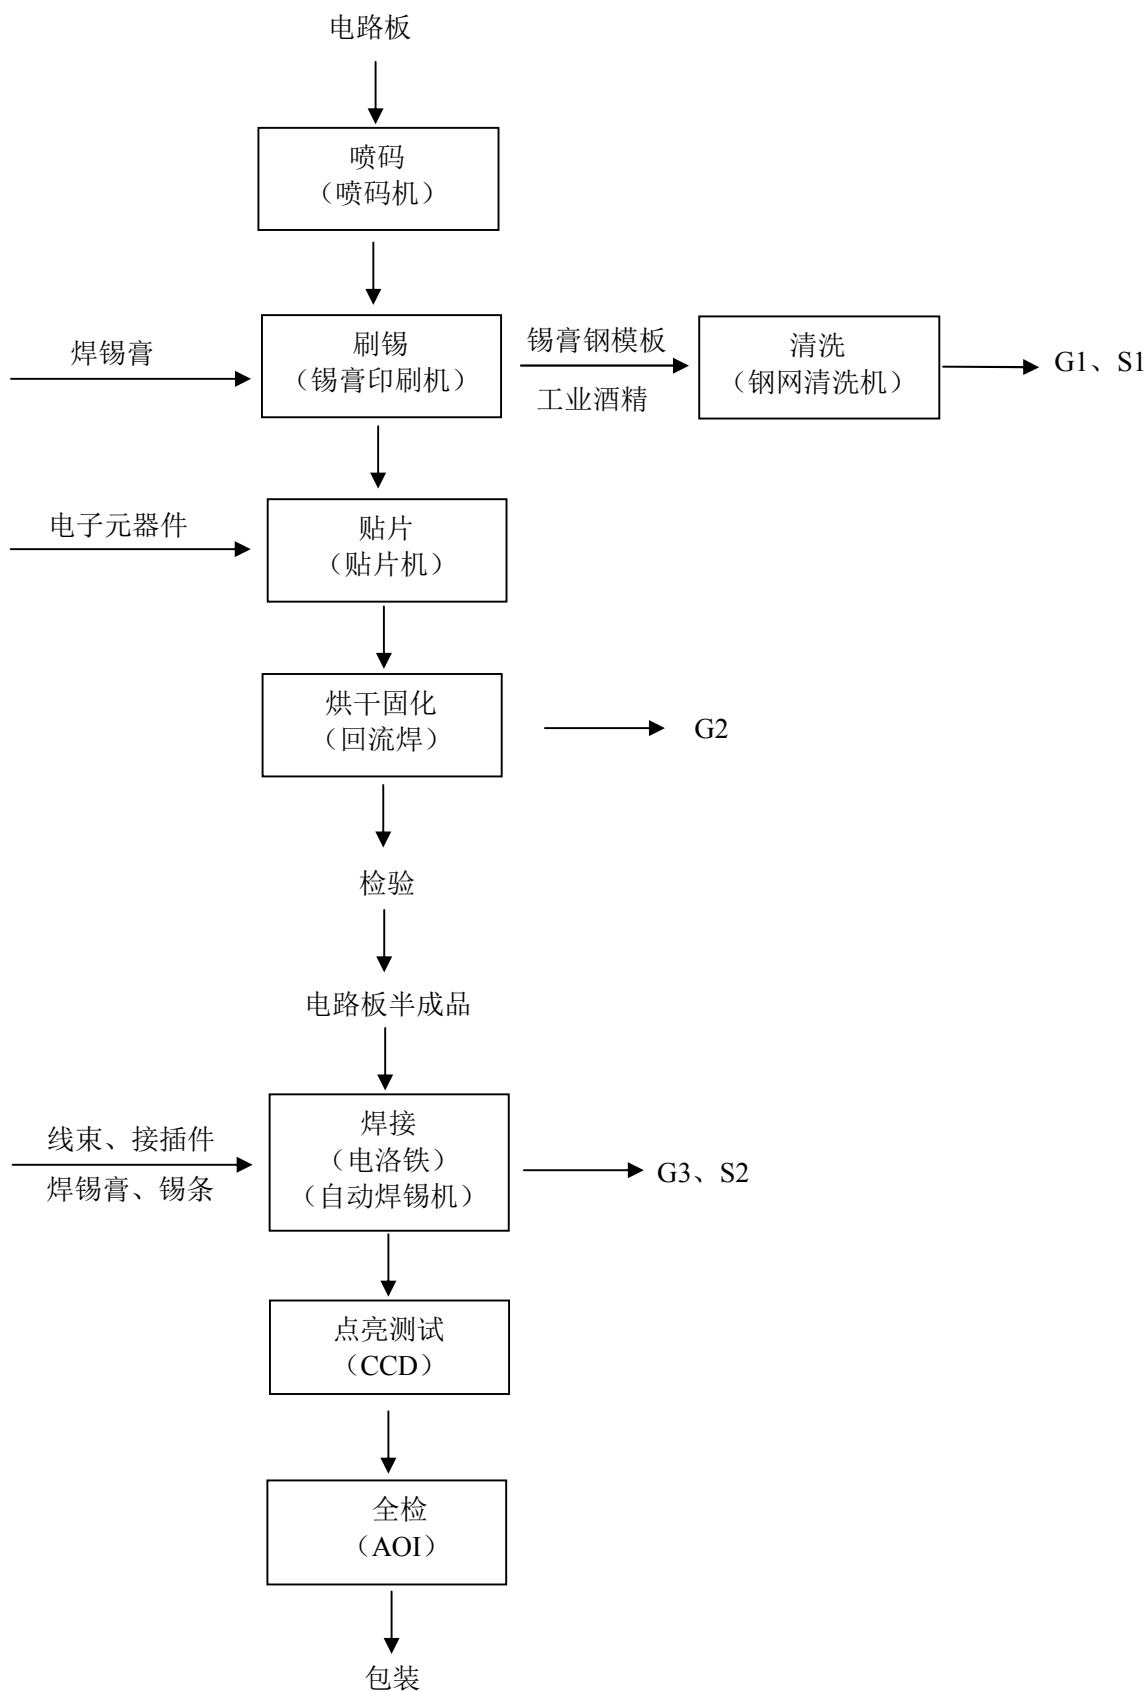 电路板
喷码
（喷码机）
焊锡膏
刷锡
（锡膏印刷机）
锡膏钢模板
工业酒精
清洗
（钢网清洗机）
G1、S1
电子元器件
贴片
（贴片机）
烘干固化
（回流焊）
G2
检验
电路板半成品
线束、接插件
焊锡膏、锡条
焊接
（电洛铁）
（自动焊锡机）
G3、S2
点亮测试
（CCD）
全检
（AOI）
包装